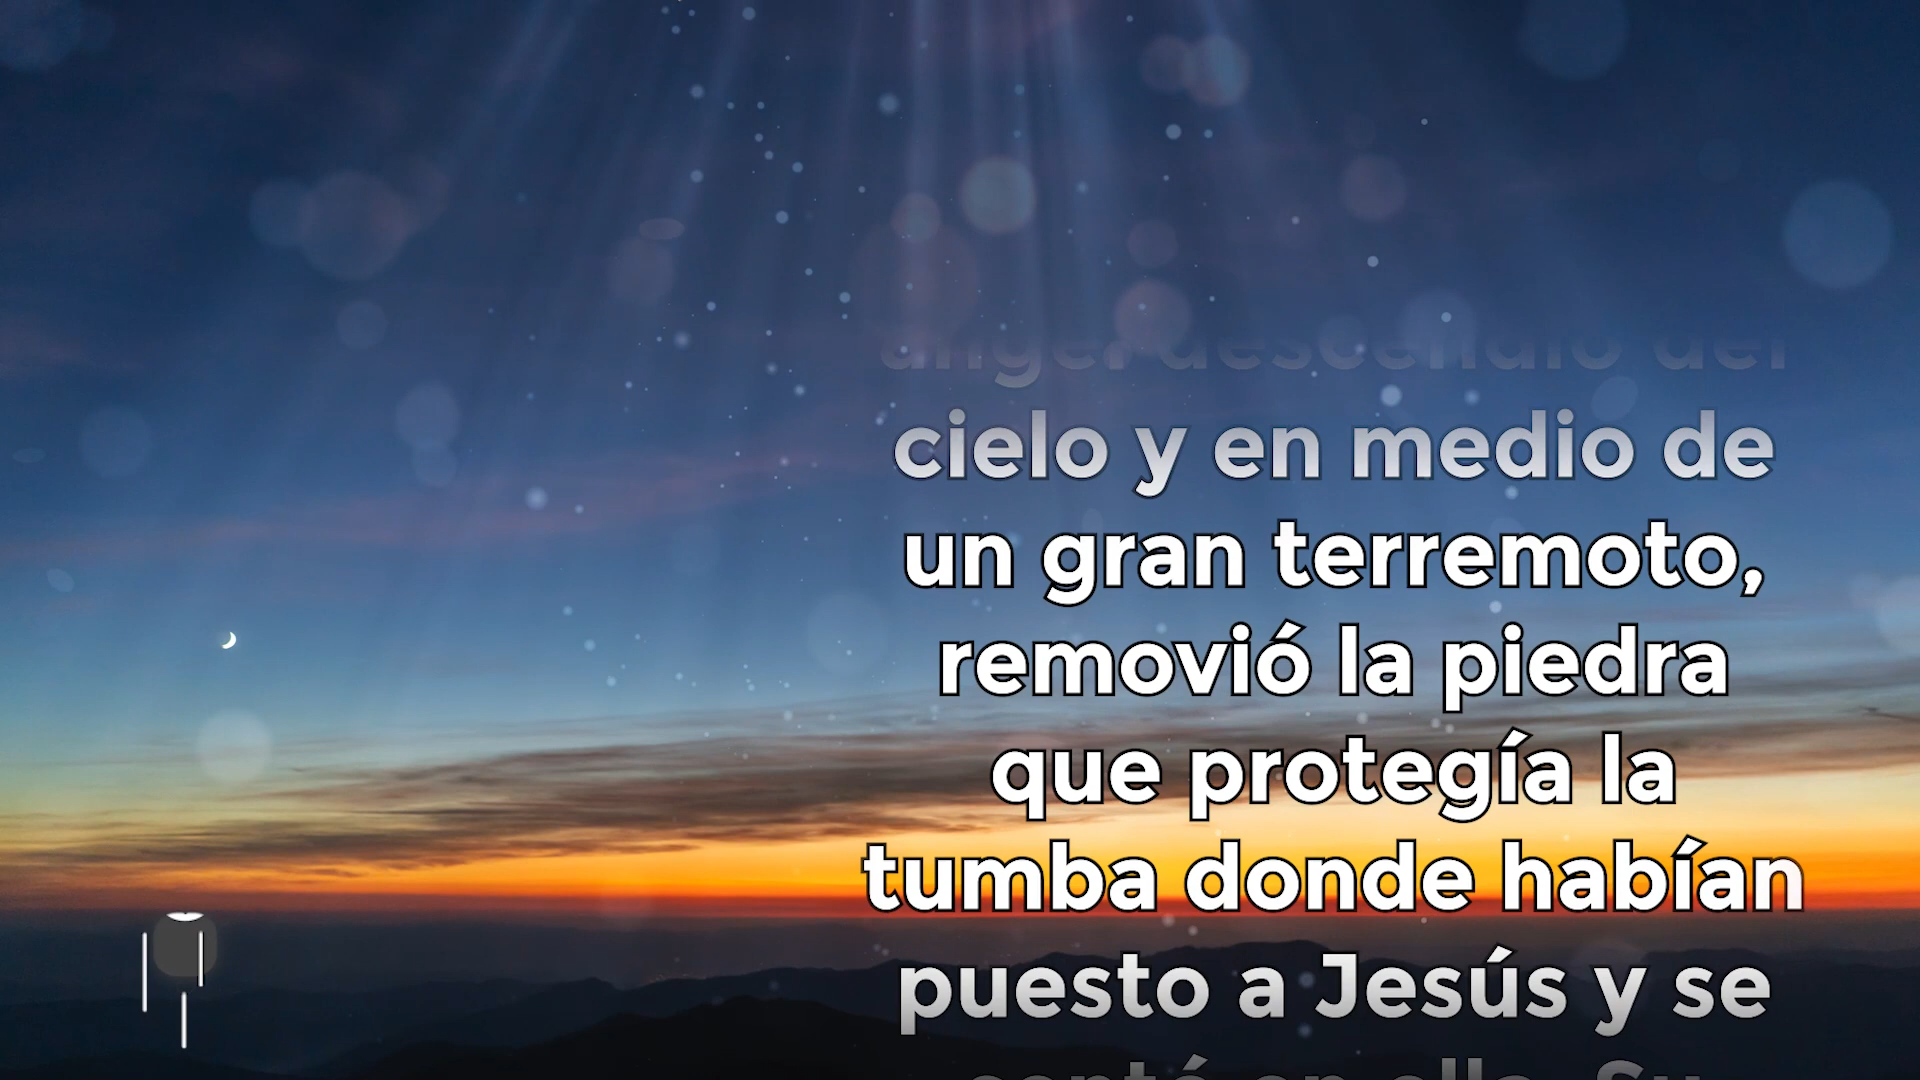 ángel descendió del
cielo y en medio de
un gran terremoto,
removió la piedra
que protegía la
tumba donde habían
puesto a Jesús y se
sentó en ella. Su